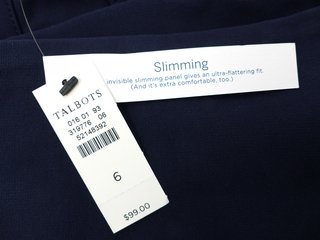 Slimming
invisible slimming panel gives an ultra-flattering fit.
(And it's extra comfortable, too.)
TALBOTS
016 01 93
319776 06
52148392
6
$99.00